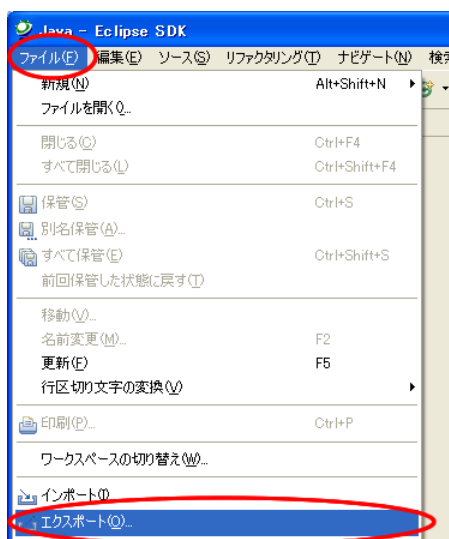 Java - Eclipse SDK
ファイル(F) 編集(E) ソース(S) リファクタリング(T) ナビゲート(N) 検
新規(N) Alt+Shift+N
ファイルを開く(.)...
閉じる(C) Ctrl+F4
すべて閉じる(L) Ctrl+Shift+F4
保管(S) Ctrl+S
別名保管(A)...
すべて保管(E) Ctrl+Shift+S
前回保管した状態に戻す(T)
移動(V)...
名前変更(M)... F2
更新(F) F5
行区切り文字の変換(V)
印刷(P)... Ctrl+P
ワークスペースの切り替え(W)...
インポート(I)...
エクスポート(O)...